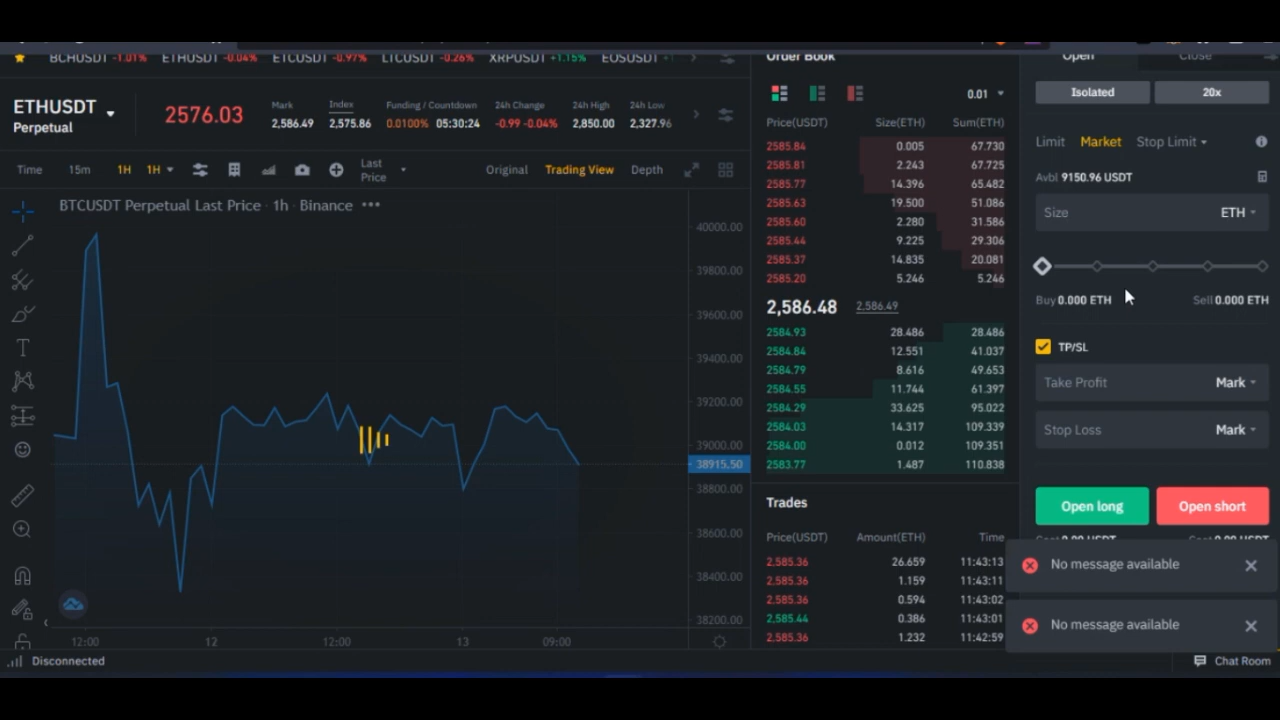 BCHUSDT -1.01% ETHUSDT -0.04% ETCUSDT -0.97% LTCUSDT -0.26% XRPUSDT +1.15% EOSUSDT +1
Order Book
Open Close
ETHUSDT
Perpetual
2576.03
Mark
2,586.49
Index
2,575.86
Funding / Countdown
0.0100% 05:30:24
24h Change
-0.99 -0.04%
24h High
2,850.00
24h Low
2,327.96
Time 15m 1H 1H Last Price Original Trading View Depth
BTCUSDT Perpetual Last Price · 1h · Binance •••
40000.00
39800.00
39600.00
39400.00
39200.00
39000.00
38915.50
38800.00
38600.00
38400.00
38200.00
12:00 12 12:00 13 09:00
0.01
Price(USDT) Size(ETH) Sum(ETH)
2585.84 0.005 67.730
2585.81 2.243 67.725
2585.77 14.396 65.482
2585.63 19.500 51.086
2585.60 2.280 31.586
2585.44 9.225 29.306
2585.37 14.835 20.081
2585.20 5.246 5.246
2,586.48 2,586.49
2584.93 28.486 28.486
2584.84 12.551 41.037
2584.79 8.616 49.653
2584.55 11.744 61.397
2584.29 33.625 95.022
2584.03 14.317 109.339
2584.00 0.012 109.351
2583.77 1.487 110.838
Trades
Price(USDT) Amount(ETH) Time
2,585.36 26.659 11:43:13
2,585.36 1.159 11:43:11
2,585.36 0.594 11:43:02
2,585.44 0.386 11:43:01
2,585.36 1.232 11:42:59
Isolated 20x
Limit Market Stop Limit
Avbl 9150.96 USDT
Size ETH
Buy 0.000 ETH Sell 0.000 ETH
TP/SL
Take Profit Mark
Stop Loss Mark
Open long Open short
Cost 0.00 USDT Cost 0.00 USDT
No message available
No message available
Disconnected
Chat Room